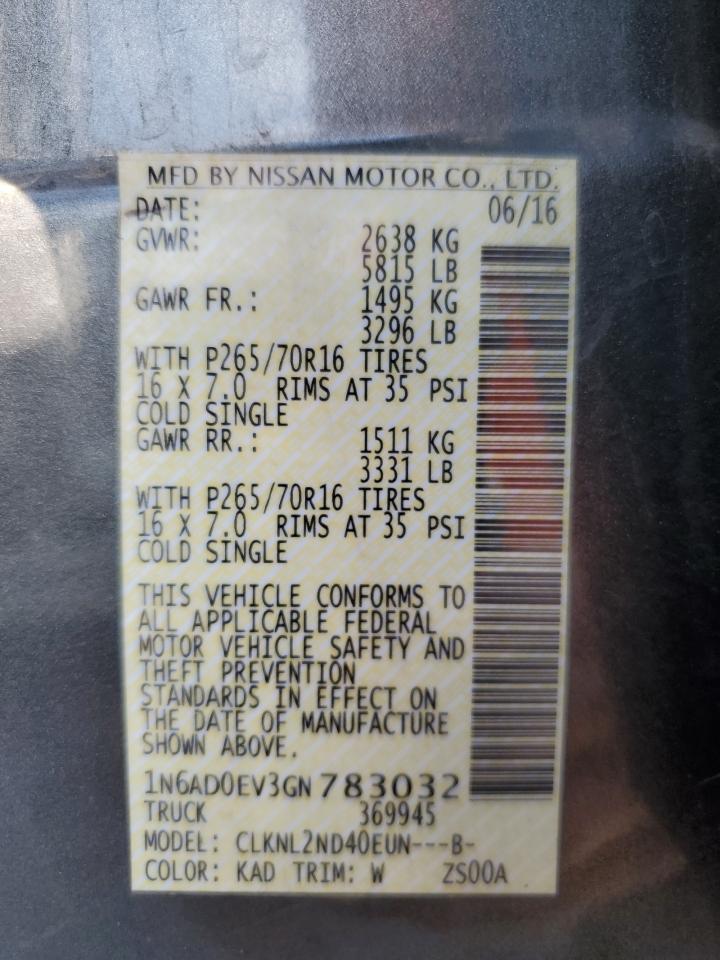 MFD BY NISSAN MOTOR CO., LTD.
DATE: 06/16
GVWR: 2638 KG
5815 LB
GAWR FR.: 1495 KG
3296 LB
WITH P265/70R16 TIRES
16 X 7.0 RIMS AT 35 PSI
COLD SINGLE
GAWR RR.: 1511 KG
3331 LB
WITH P265/70R16 TIRES
16 X 7.0 RIMS AT 35 PSI
COLD SINGLE
THIS VEHICLE CONFORMS TO
ALL APPLICABLE FEDERAL
MOTOR VEHICLE SAFETY AND
THEFT PREVENTION
STANDARDS IN EFFECT ON
THE DATE OF MANUFACTURE
SHOWN ABOVE.
1N6AD0EV3GN783032
TRUCK 369945
MODEL: CLKNL2ND40EUN---B-
COLOR: KAD TRIM: W ZS00A